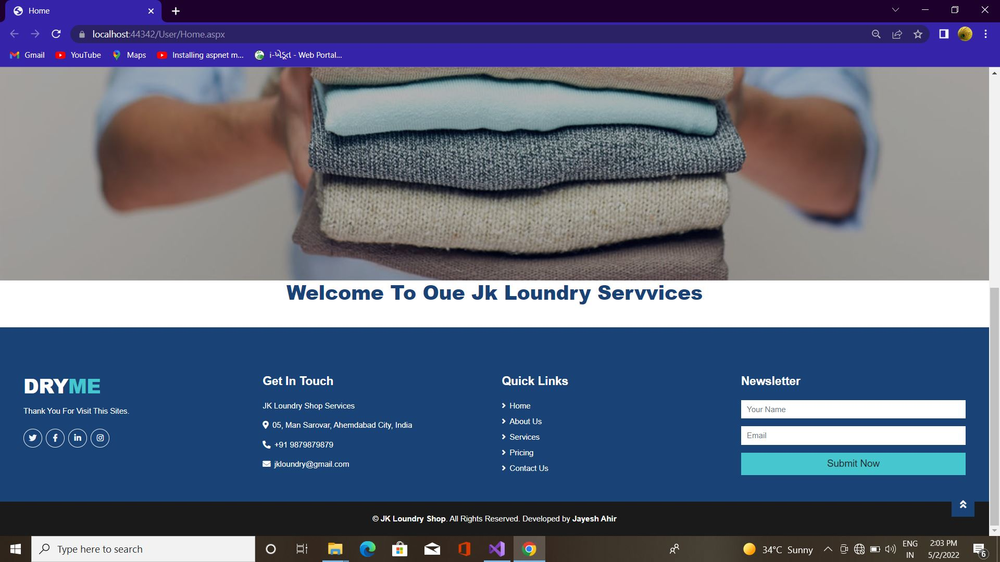 Home
localhost:44342/User/Home.aspx
Gmail YouTube Maps Installing aspnet m... i-ખેડૂત - Web Portal...
Welcome To Oue Jk Loundry Servvices
DRYME
Thank You For Visit This Sites.
Get In Touch
JK Loundry Shop Services
05, Man Sarovar, Ahemdabad City, India
+91 9879879879
jkloundry@gmail.com
Quick Links
Home
About Us
Services
Pricing
Contact Us
Newsletter
Your Name
Email
Submit Now
© JK Loundry Shop. All Rights Reserved. Developed by Jayesh Ahir
Type here to search
34°C Sunny
ENG
IN
2:03 PM
5/2/2022
6